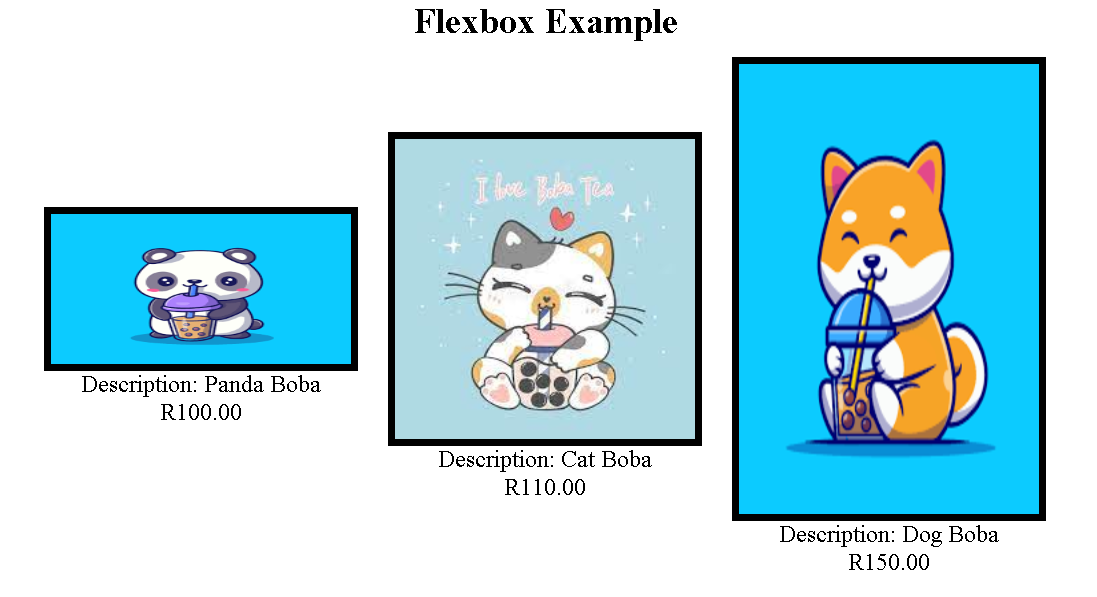 Flexbox Example
I love Boba Tea
Description: Panda Boba
R100.00
Description: Cat Boba
R110.00
Description: Dog Boba
R150.00